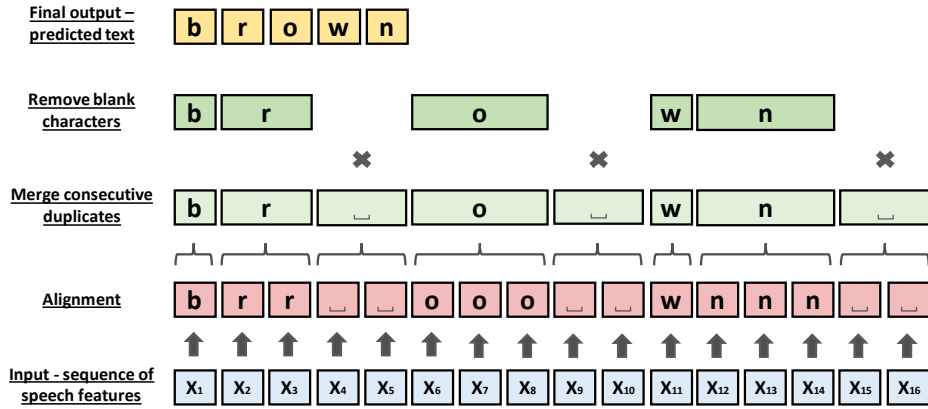 Final output –
predicted text
b r o w n
Remove blank
characters
b r o w n
Merge consecutive
duplicates
b r ␣ o ␣ w n ␣
Alignment
b r r ␣ ␣ o o o ␣ ␣ w n n n ␣ ␣
Input - sequence of
speech features
X₁ X₂ X₃ X₄ X₅ X₆ X₇ X₈ X₉ X₁₀ X₁₁ X₁₂ X₁₃ X₁₄ X₁₅ X₁₆